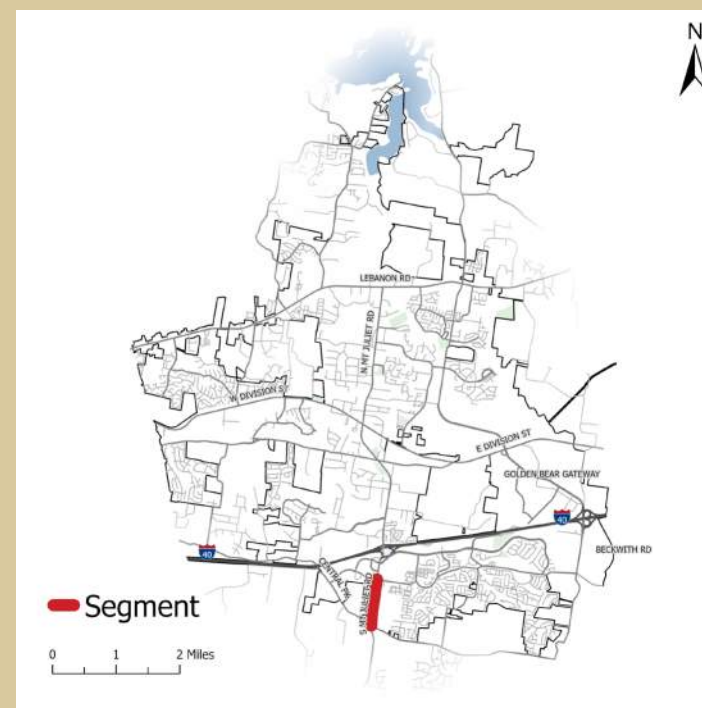 N
LEBANON RD
N MT JULIET RD
W DIVISION ST
E DIVISION ST
GOLDEN BEAR GATEWAY
40
BECKWITH RD
40
CENTRAL PK
S MT JULIET RD
Segment
0 1 2 Miles